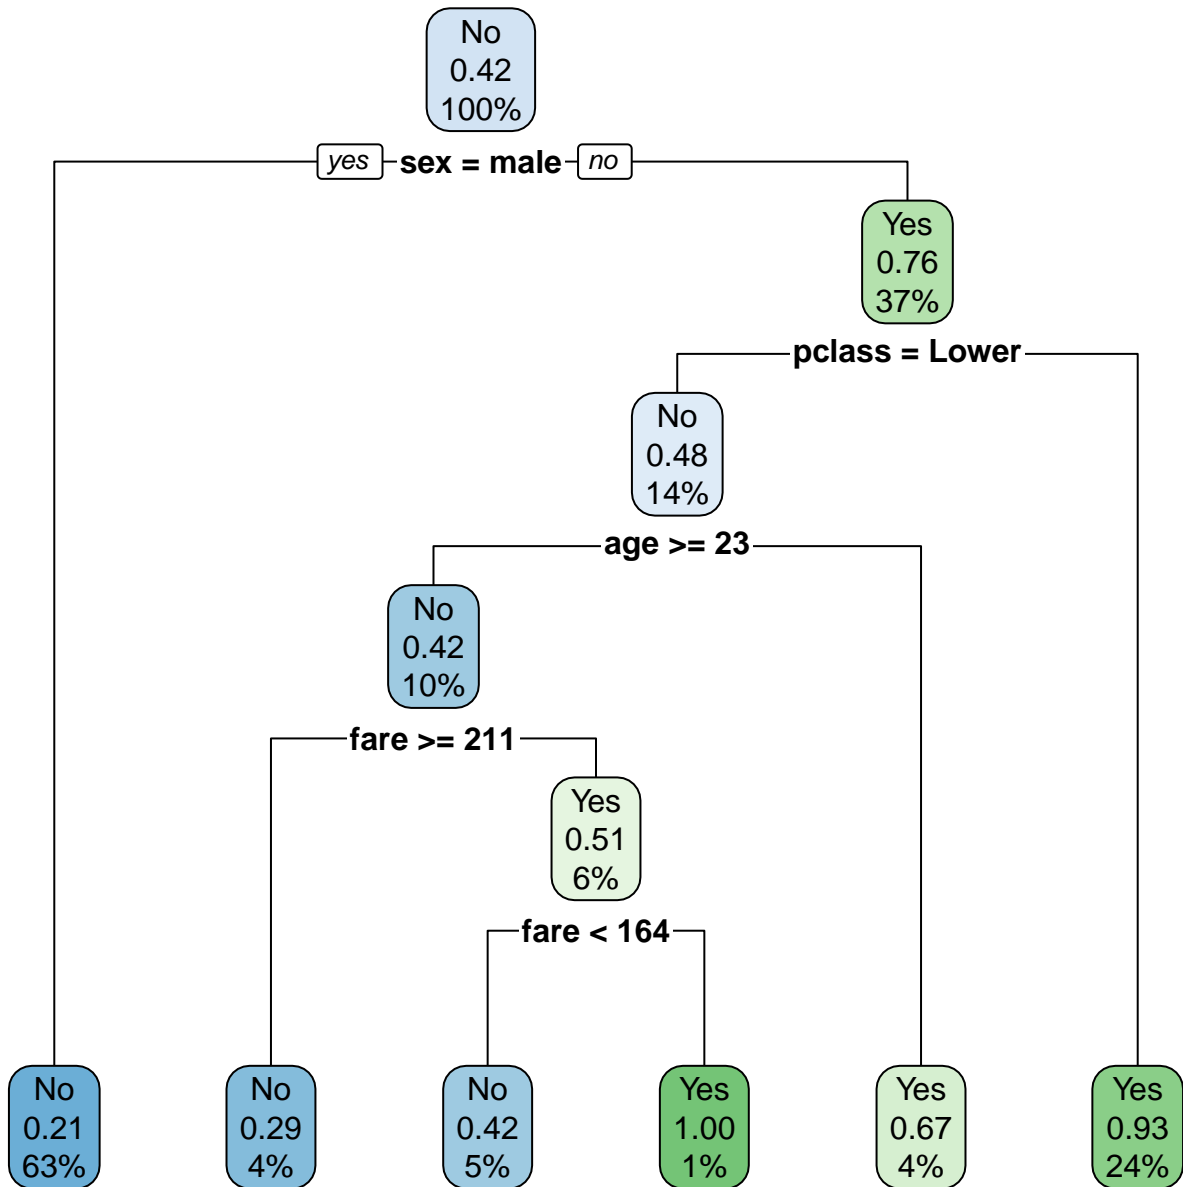 No
0.42
100%
yes sex = male no
Yes
0.76
37%
pclass = Lower
No
0.48
14%
age >= 23
No
0.42
10%
fare >= 211
Yes
0.51
6%
fare < 164
No
0.21
63%
No
0.29
4%
No
0.42
5%
Yes
1.00
1%
Yes
0.67
4%
Yes
0.93
24%